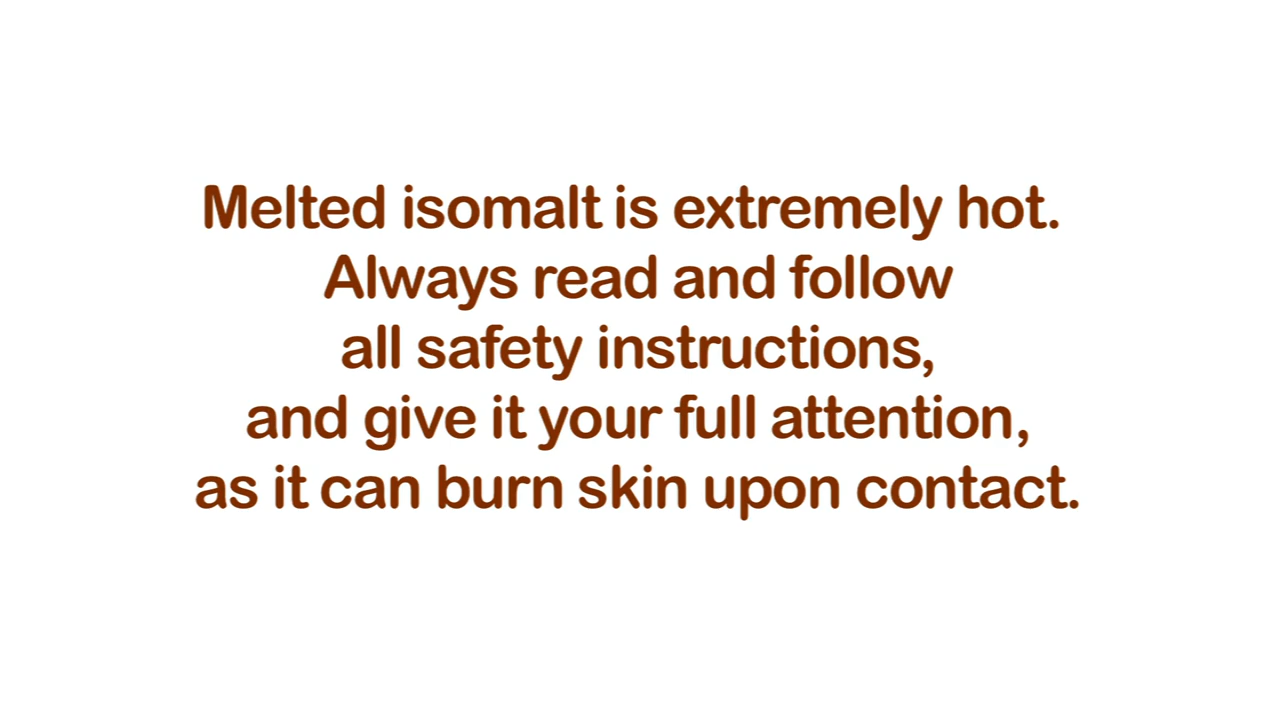 Melted isomalt is extremely hot.
Always read and follow
all safety instructions,
and give it your full attention,
as it can burn skin upon contact.